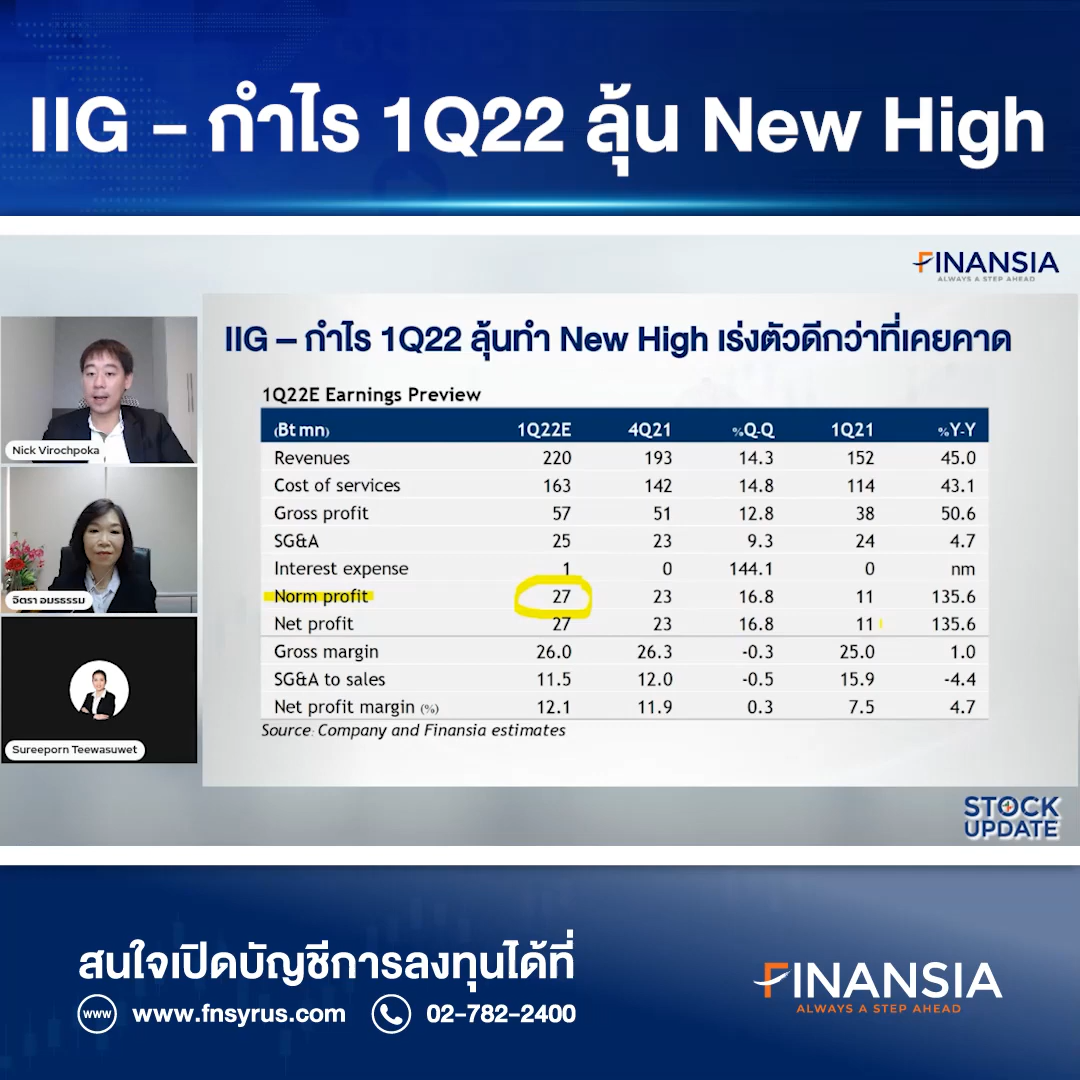 IIG – กำไร 1Q22 ลุ้น New High
FINANSIA
ALWAYS A STEP AHEAD
IIG – กำไร 1Q22 ลุ้นทำ New High เร่งตัวดีกว่าที่เคยคาด
1Q22E Earnings Preview
(Bt mn) 1Q22E 4Q21 %Q-Q 1Q21 %Y-Y
Revenues 220 193 14.3 152 45.0
Cost of services 163 142 14.8 114 43.1
Gross profit 57 51 12.8 38 50.6
SG&A 25 23 9.3 24 4.7
Interest expense 1 0 144.1 0 nm
Norm profit 27 23 16.8 11 135.6
Net profit 27 23 16.8 11 135.6
Gross margin 26.0 26.3 -0.3 25.0 1.0
SG&A to sales 11.5 12.0 -0.5 15.9 -4.4
Net profit margin (%) 12.1 11.9 0.3 7.5 4.7
Source: Company and Finansia estimates
Nick Virochpoka
จิตรา อมรธรรม
Sureeporn Teewasuwet
STOCK
UPDATE
สนใจเปิดบัญชีการลงทุนได้ที่
www www.fnsyrus.com 02-782-2400
FINANSIA
ALWAYS A STEP AHEAD